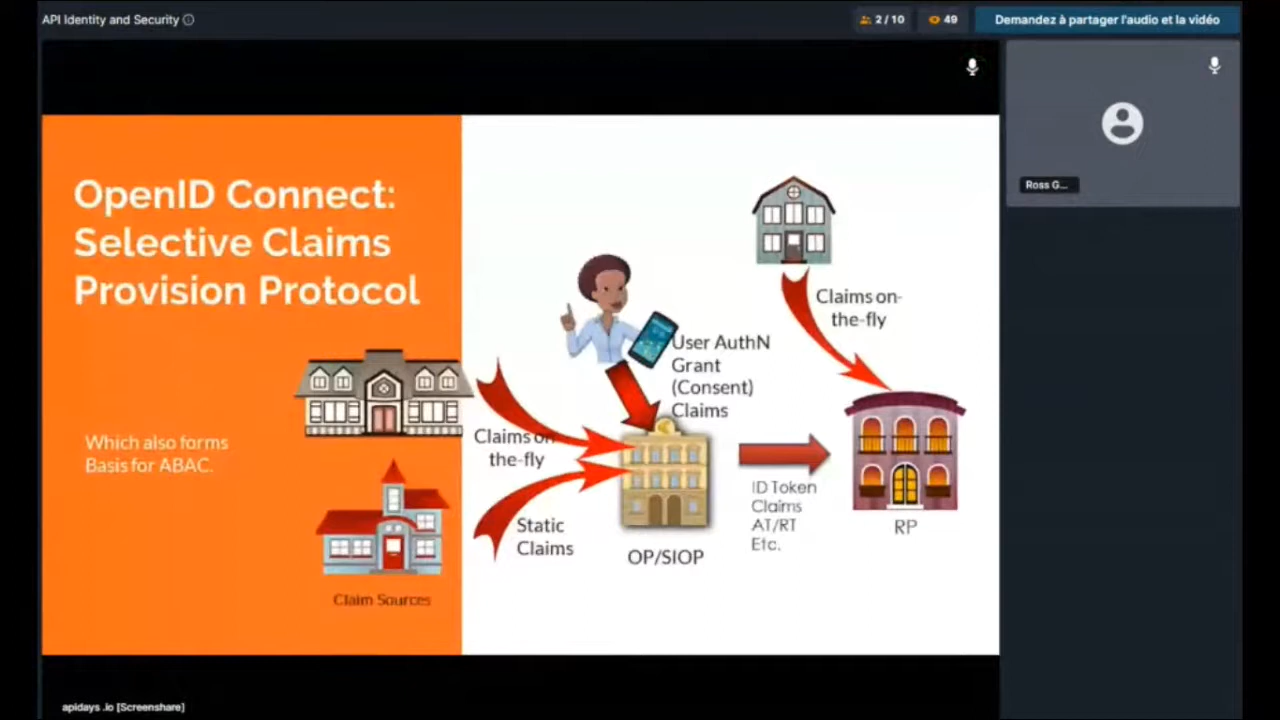 API Identity and Security
2 / 10
49
Demandez à partager l'audio et la vidéo
Ross G...
OpenID Connect:
Selective Claims
Provision Protocol
Which also forms
Basis for ABAC.
Claims on-
the-fly
User AuthN
Grant
(Consent)
Claims
Claims on-
the-fly
Static
Claims
ID Token
Claims
AT/RT
Etc.
OP/SIOP
RP
Claim Sources
apidays .io [Screenshare]